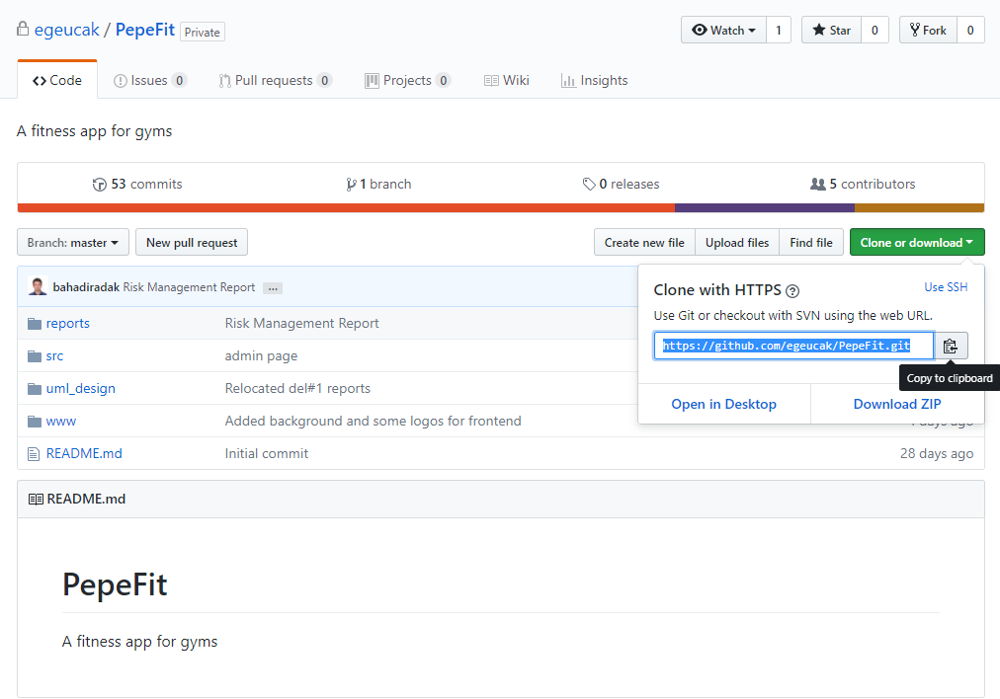 egeucak / PepeFit Private
Watch 1 Star 0 Fork 0
Code Issues 0 Pull requests 0 Projects 0 Wiki Insights
A fitness app for gyms
53 commits 1 branch 0 releases 5 contributors
Branch: master New pull request Create new file Upload files Find file Clone or download
bahadiradak Risk Management Report ...
Clone with HTTPS ?
Use SSH
Use Git or checkout with SVN using the web URL.
https://github.com/egeucak/PepeFit.git
Copy to clipboard
Open in Desktop Download ZIP
reports Risk Management Report
src admin page
uml_design Relocated del#1 reports
www Added background and some logos for frontend days ago
README.md Initial commit 28 days ago
README.md
PepeFit
A fitness app for gyms